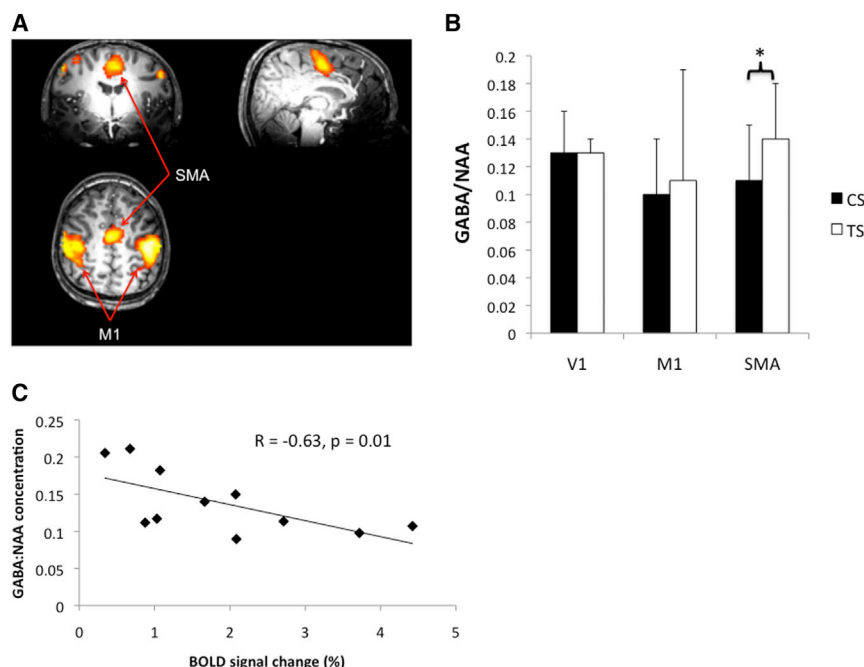 A
SMA
M1
B
0.2
0.18
0.16
0.14
0.12
0.1
0.08
0.06
0.04
0.02
0
GABA/NAA
*
V1
M1
SMA
CS
TS
C
0.25
0.2
0.15
0.1
0.05
0
GABA:NAA concentration
R = -0.63, p = 0.01
0
1
2
3
4
5
BOLD signal change (%)